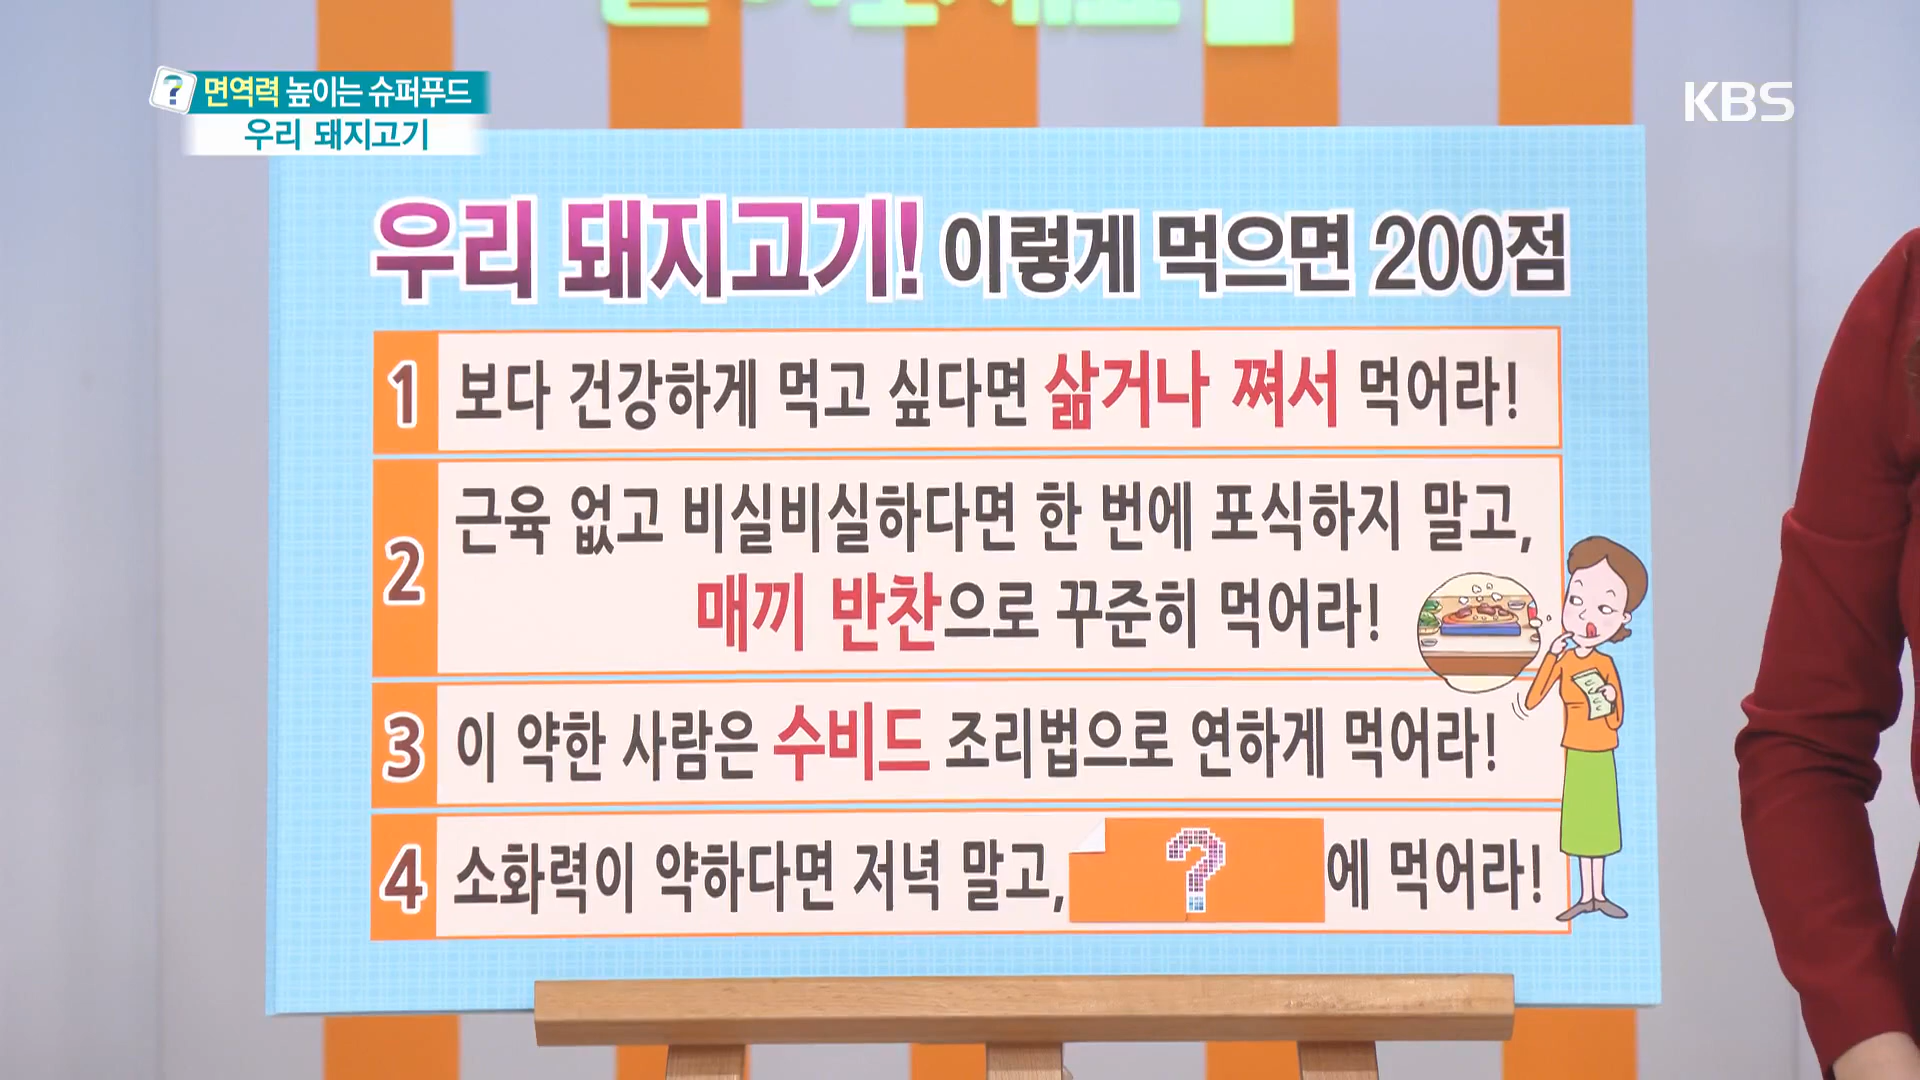 면역력 높이는 슈퍼푸드
우리 돼지고기
KBS
우리 돼지고기! 이렇게 먹으면 200점
1 보다 건강하게 먹고 싶다면 삶거나 쪄서 먹어라!
2 근육 없고 비실비실하다면 한 번에 포식하지 말고,
매끼 반찬으로 꾸준히 먹어라!
3 이 약한 사람은 수비드 조리법으로 연하게 먹어라!
4 소화력이 약하다면 저녁 말고, ?에 먹어라!